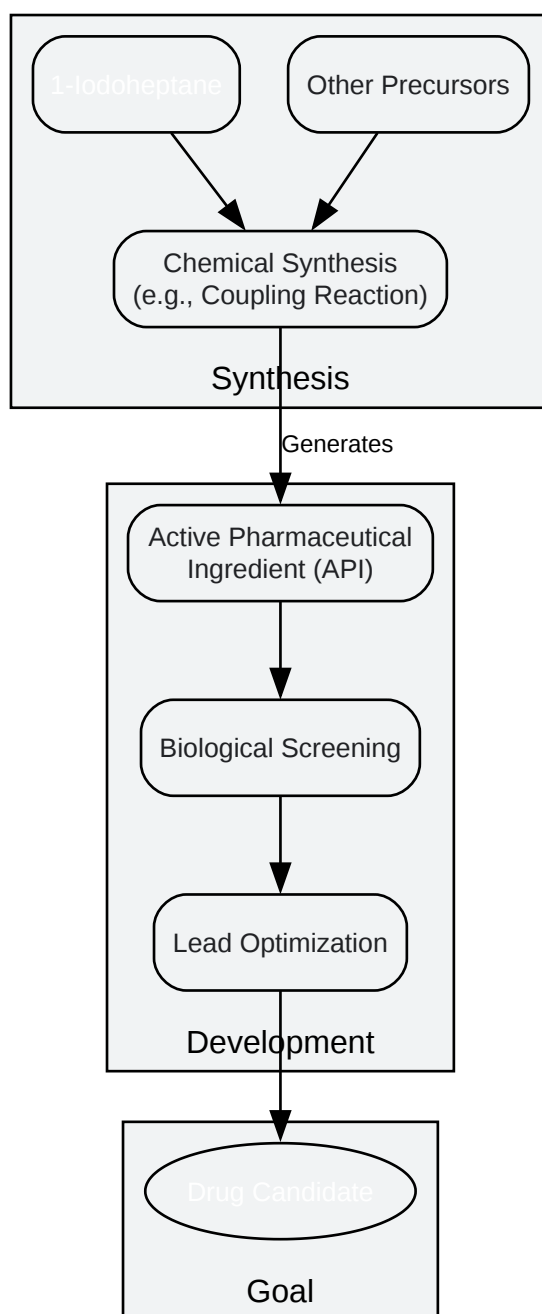 1-Iodoheptane
Other Precursors
Chemical Synthesis
(e.g., Coupling Reaction)
Synthesis
Generates
Active Pharmaceutical
Ingredient (API)
Biological Screening
Lead Optimization
Development
Drug Candidate
Goal